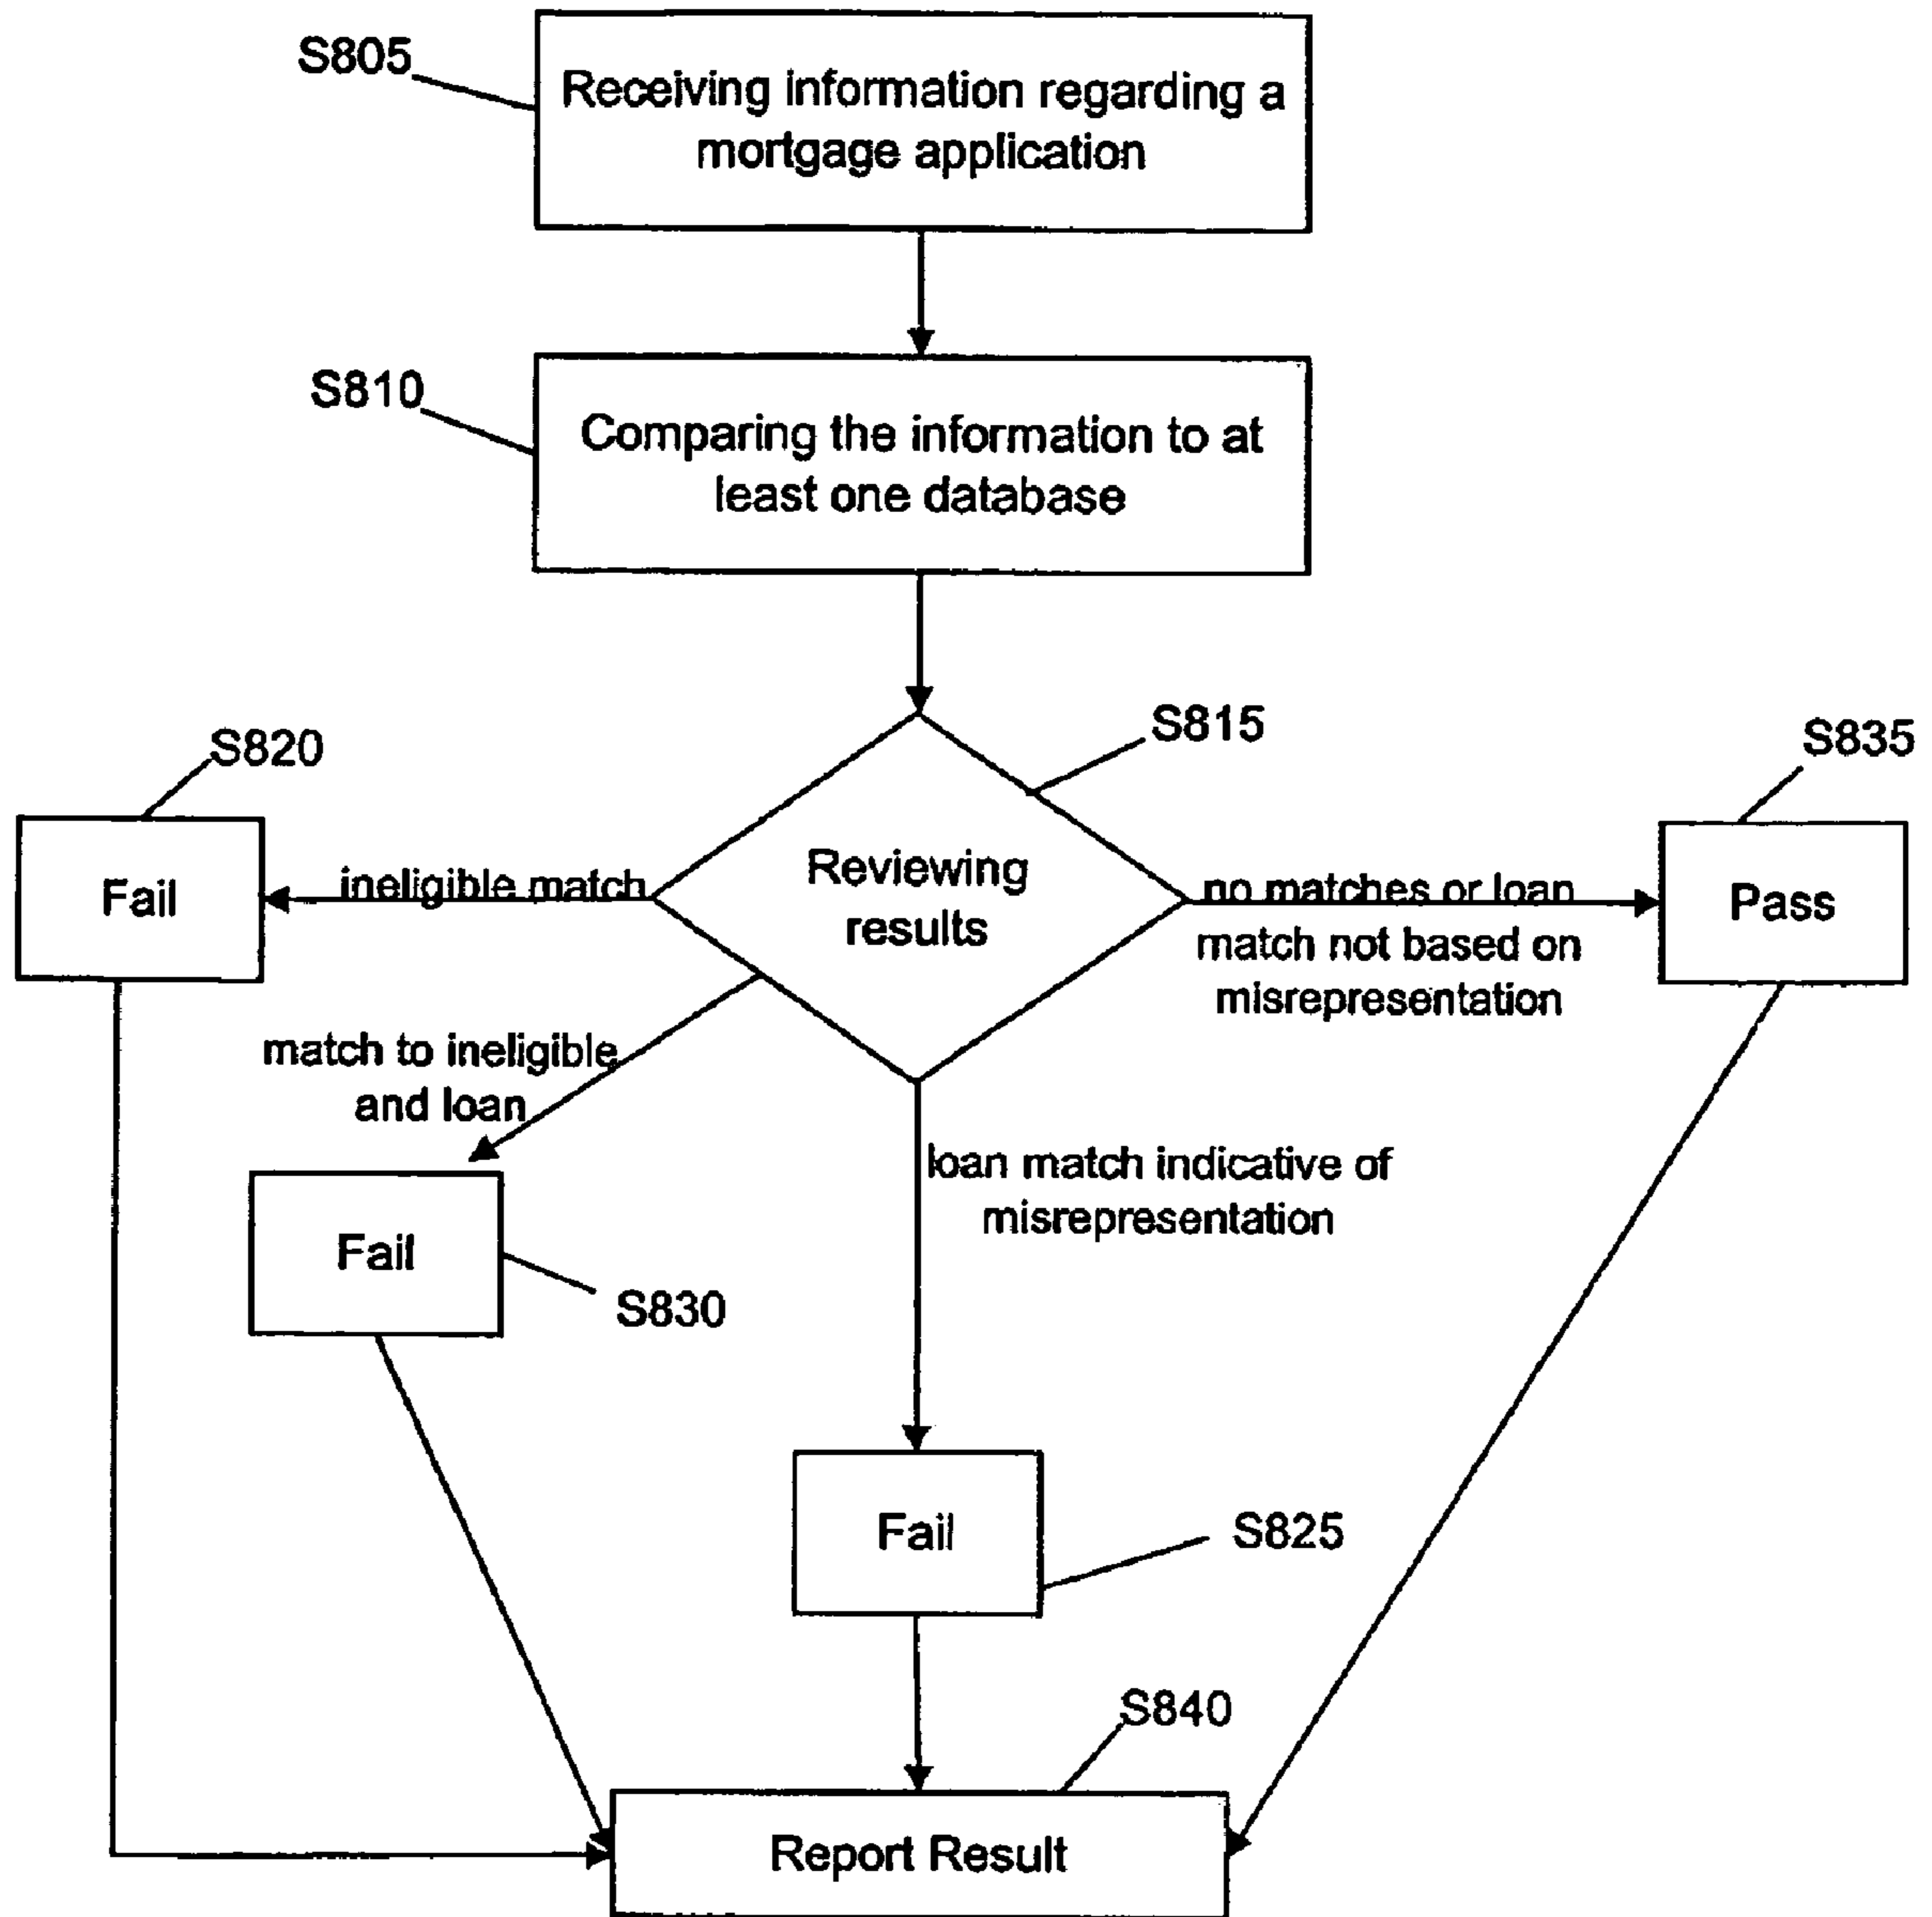 S805
Receiving information regarding a
mortgage application
S810
Comparing the information to at
least one database
S815
S820
S835
Fail
ineligible match
Reviewing
results
no matches or loan
match not based on
misrepresentation
Pass
match to ineligible
and loan
loan match indicative of
misrepresentation
Fail
S830
Fail
S825
S840
Report Result